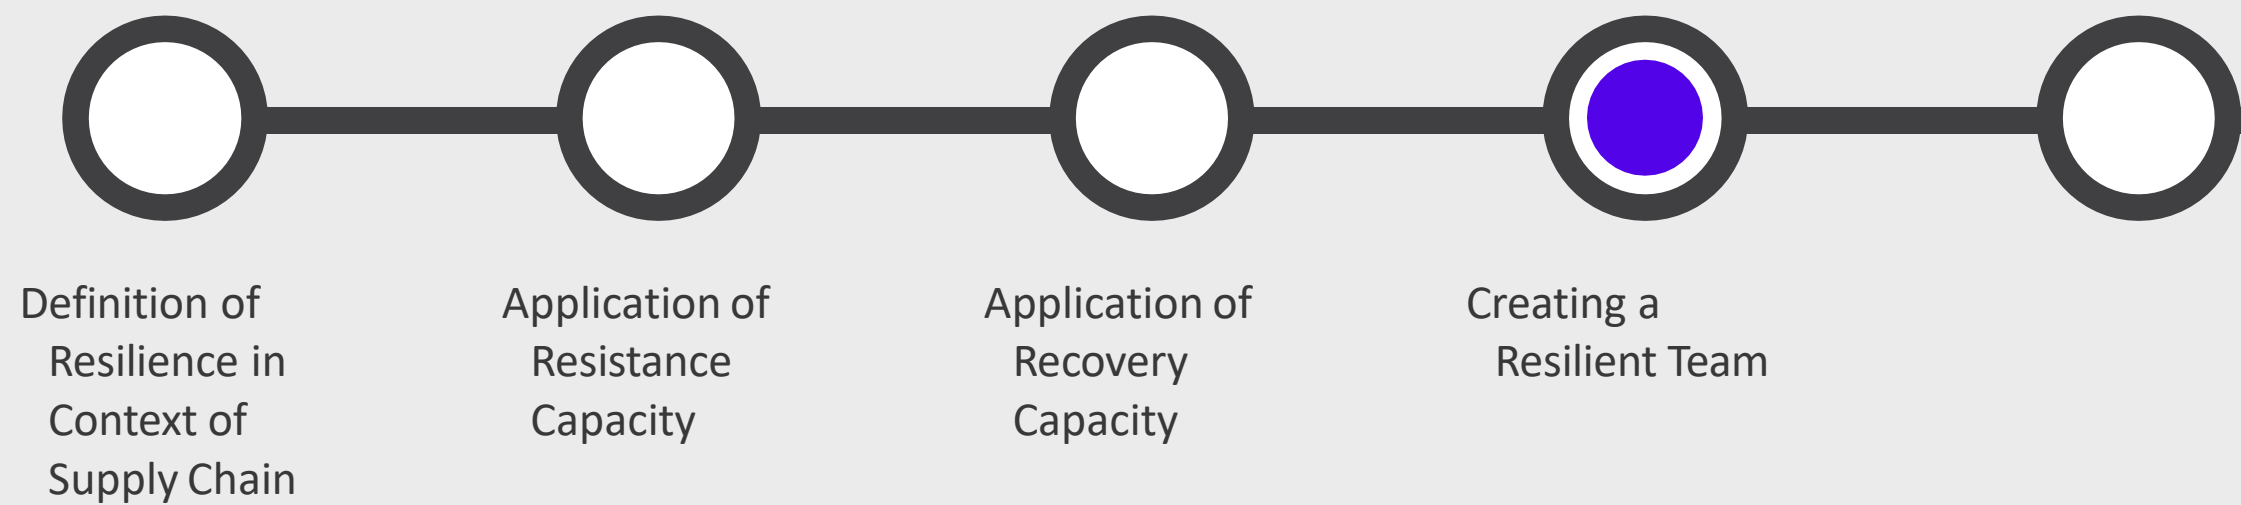 Definition of
Resilience in
Context of
Supply Chain
Application of
Resistance
Capacity
Application of
Recovery
Capacity
Creating a
Resilient Team